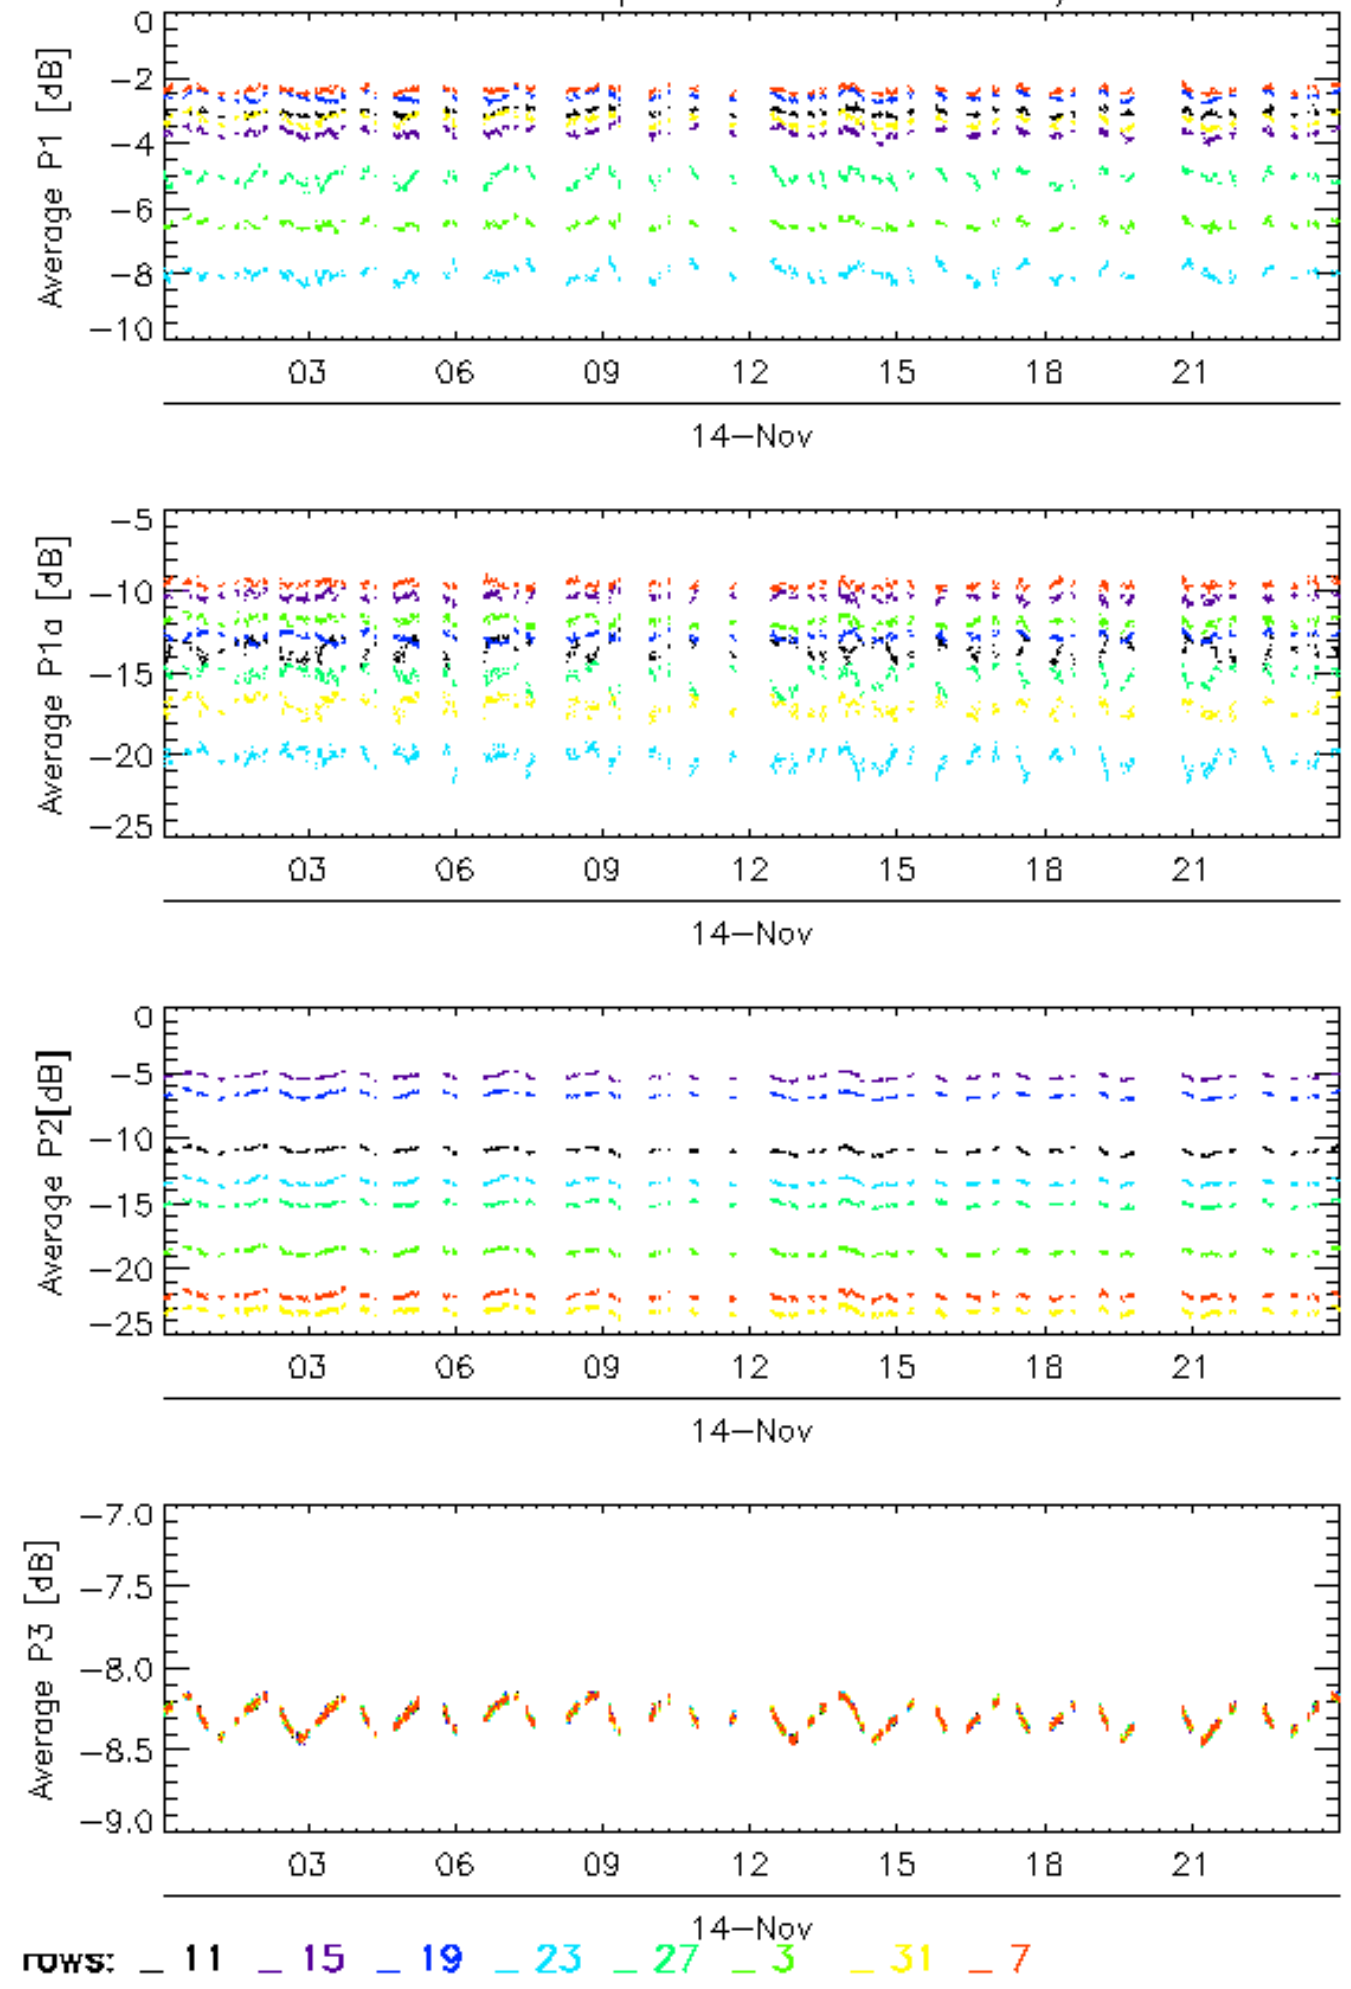 0
−2
−4
−6
−8
−10
Average P1 [dB]
03 06 09 12 15 18 21
14−Nov
−5
−10
−15
−20
−25
Average P1a [dB]
03 06 09 12 15 18 21
14−Nov
0
−5
−10
−15
−20
−25
Average P2[dB]
03 06 09 12 15 18 21
14−Nov
−7.0
−7.5
−8.0
−8.5
−9.0
Average P3 [dB]
03 06 09 12 15 18 21
14−Nov
rows: _ 11 _ 15 _ 19 _ 23 _ 27 _ 3 _ 31 _ 7